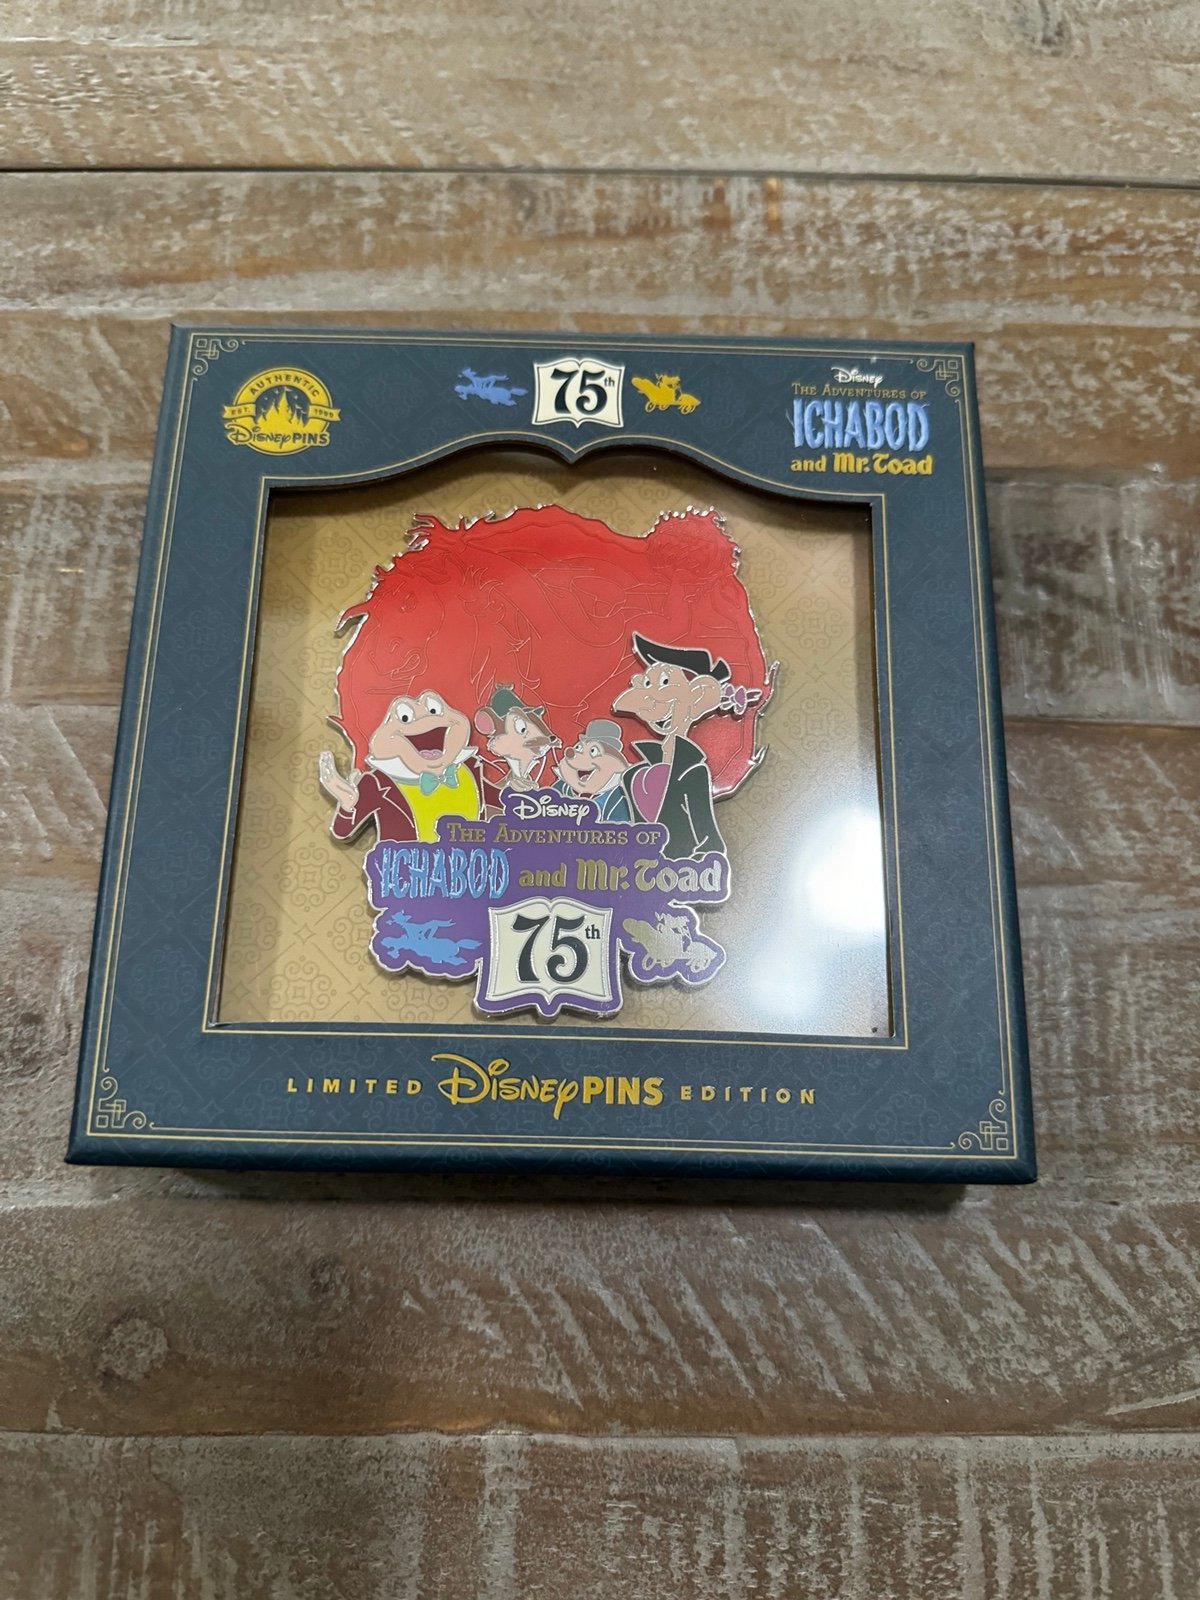 AUTHENTIC
EST. 1999
Disney PINS
75th
Disney
THE ADVENTURES OF
ICHABOD
and Mr. Toad
Disney
THE ADVENTURES OF
ICHABOD and Mr. Toad
75th
LIMITED Disney PINS EDITION